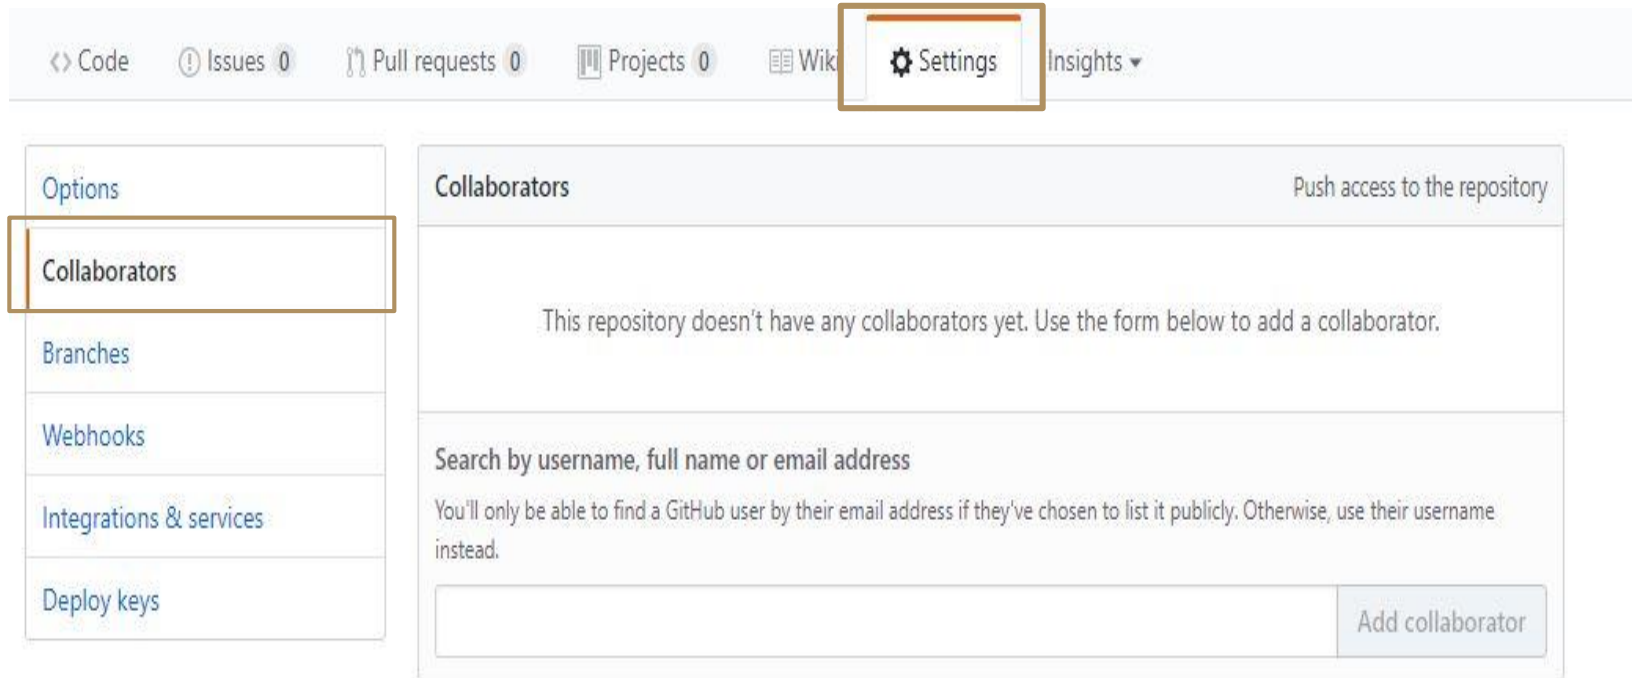 Code Issues 0 Pull requests 0 Projects 0 Wiki Settings Insights
Options
Collaborators
Branches
Webhooks
Integrations & services
Deploy keys
Collaborators Push access to the repository
This repository doesn't have any collaborators yet. Use the form below to add a collaborator.
Search by username, full name or email address
You'll only be able to find a GitHub user by their email address if they've chosen to list it publicly. Otherwise, use their username
instead.
Add collaborator